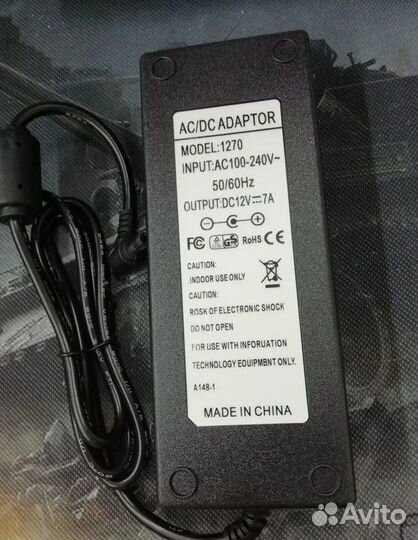 AC/DC ADAPTOR
MODEL:1270
INPUT:AC100-240V~
50/60Hz
OUTPUT:DC12V⎓7A
FC GS RoHS CE
CAUTION:
.INDOOR USE ONLY
CAUTION:
ROSK OF ELECTRONIC SHOCK
DO NOT OPEN
FOR USE WITH INFORUATION
TECHNOLOGY EQUIPMBNT ONLY.
A148-1
MADE IN CHINA
Avito